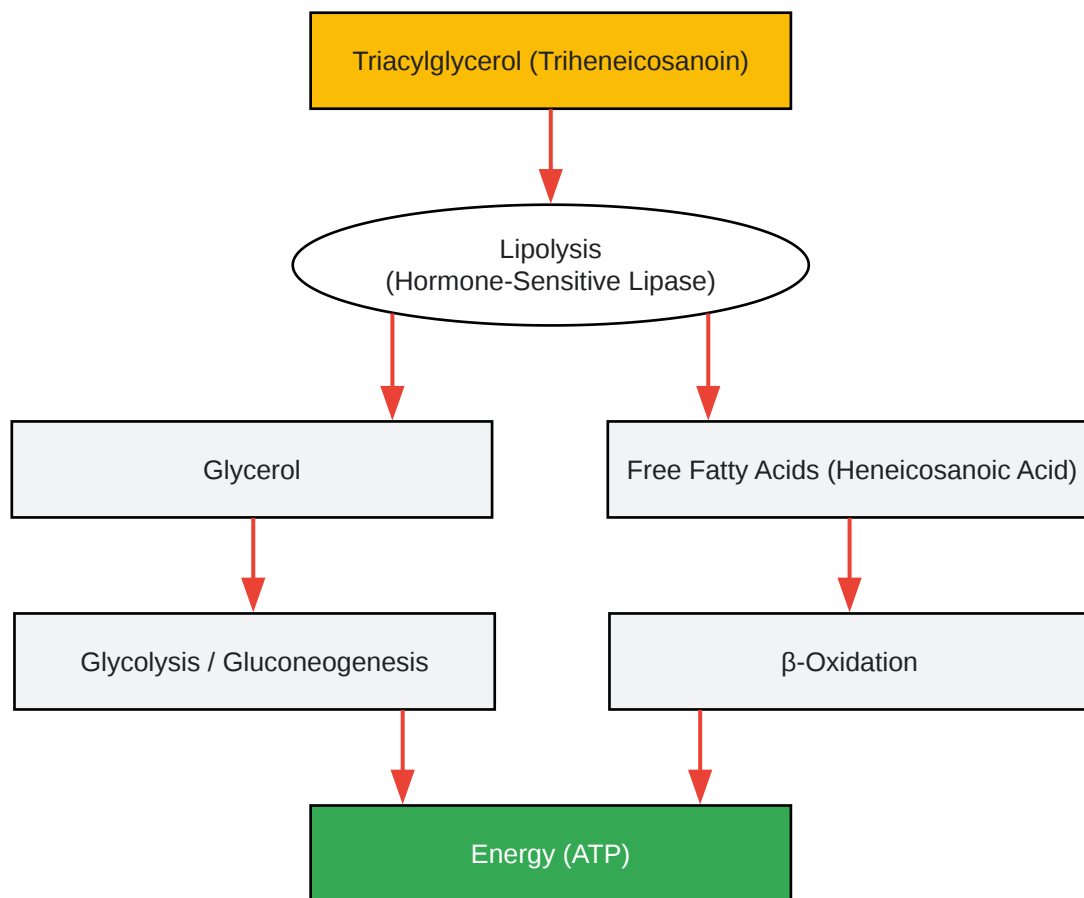 Triacylglycerol (Triheneicosanoin)
Lipolysis
(Hormone-Sensitive Lipase)
Glycerol
Free Fatty Acids (Heneicosanoic Acid)
Glycolysis / Gluconeogenesis
β-Oxidation
Energy (ATP)